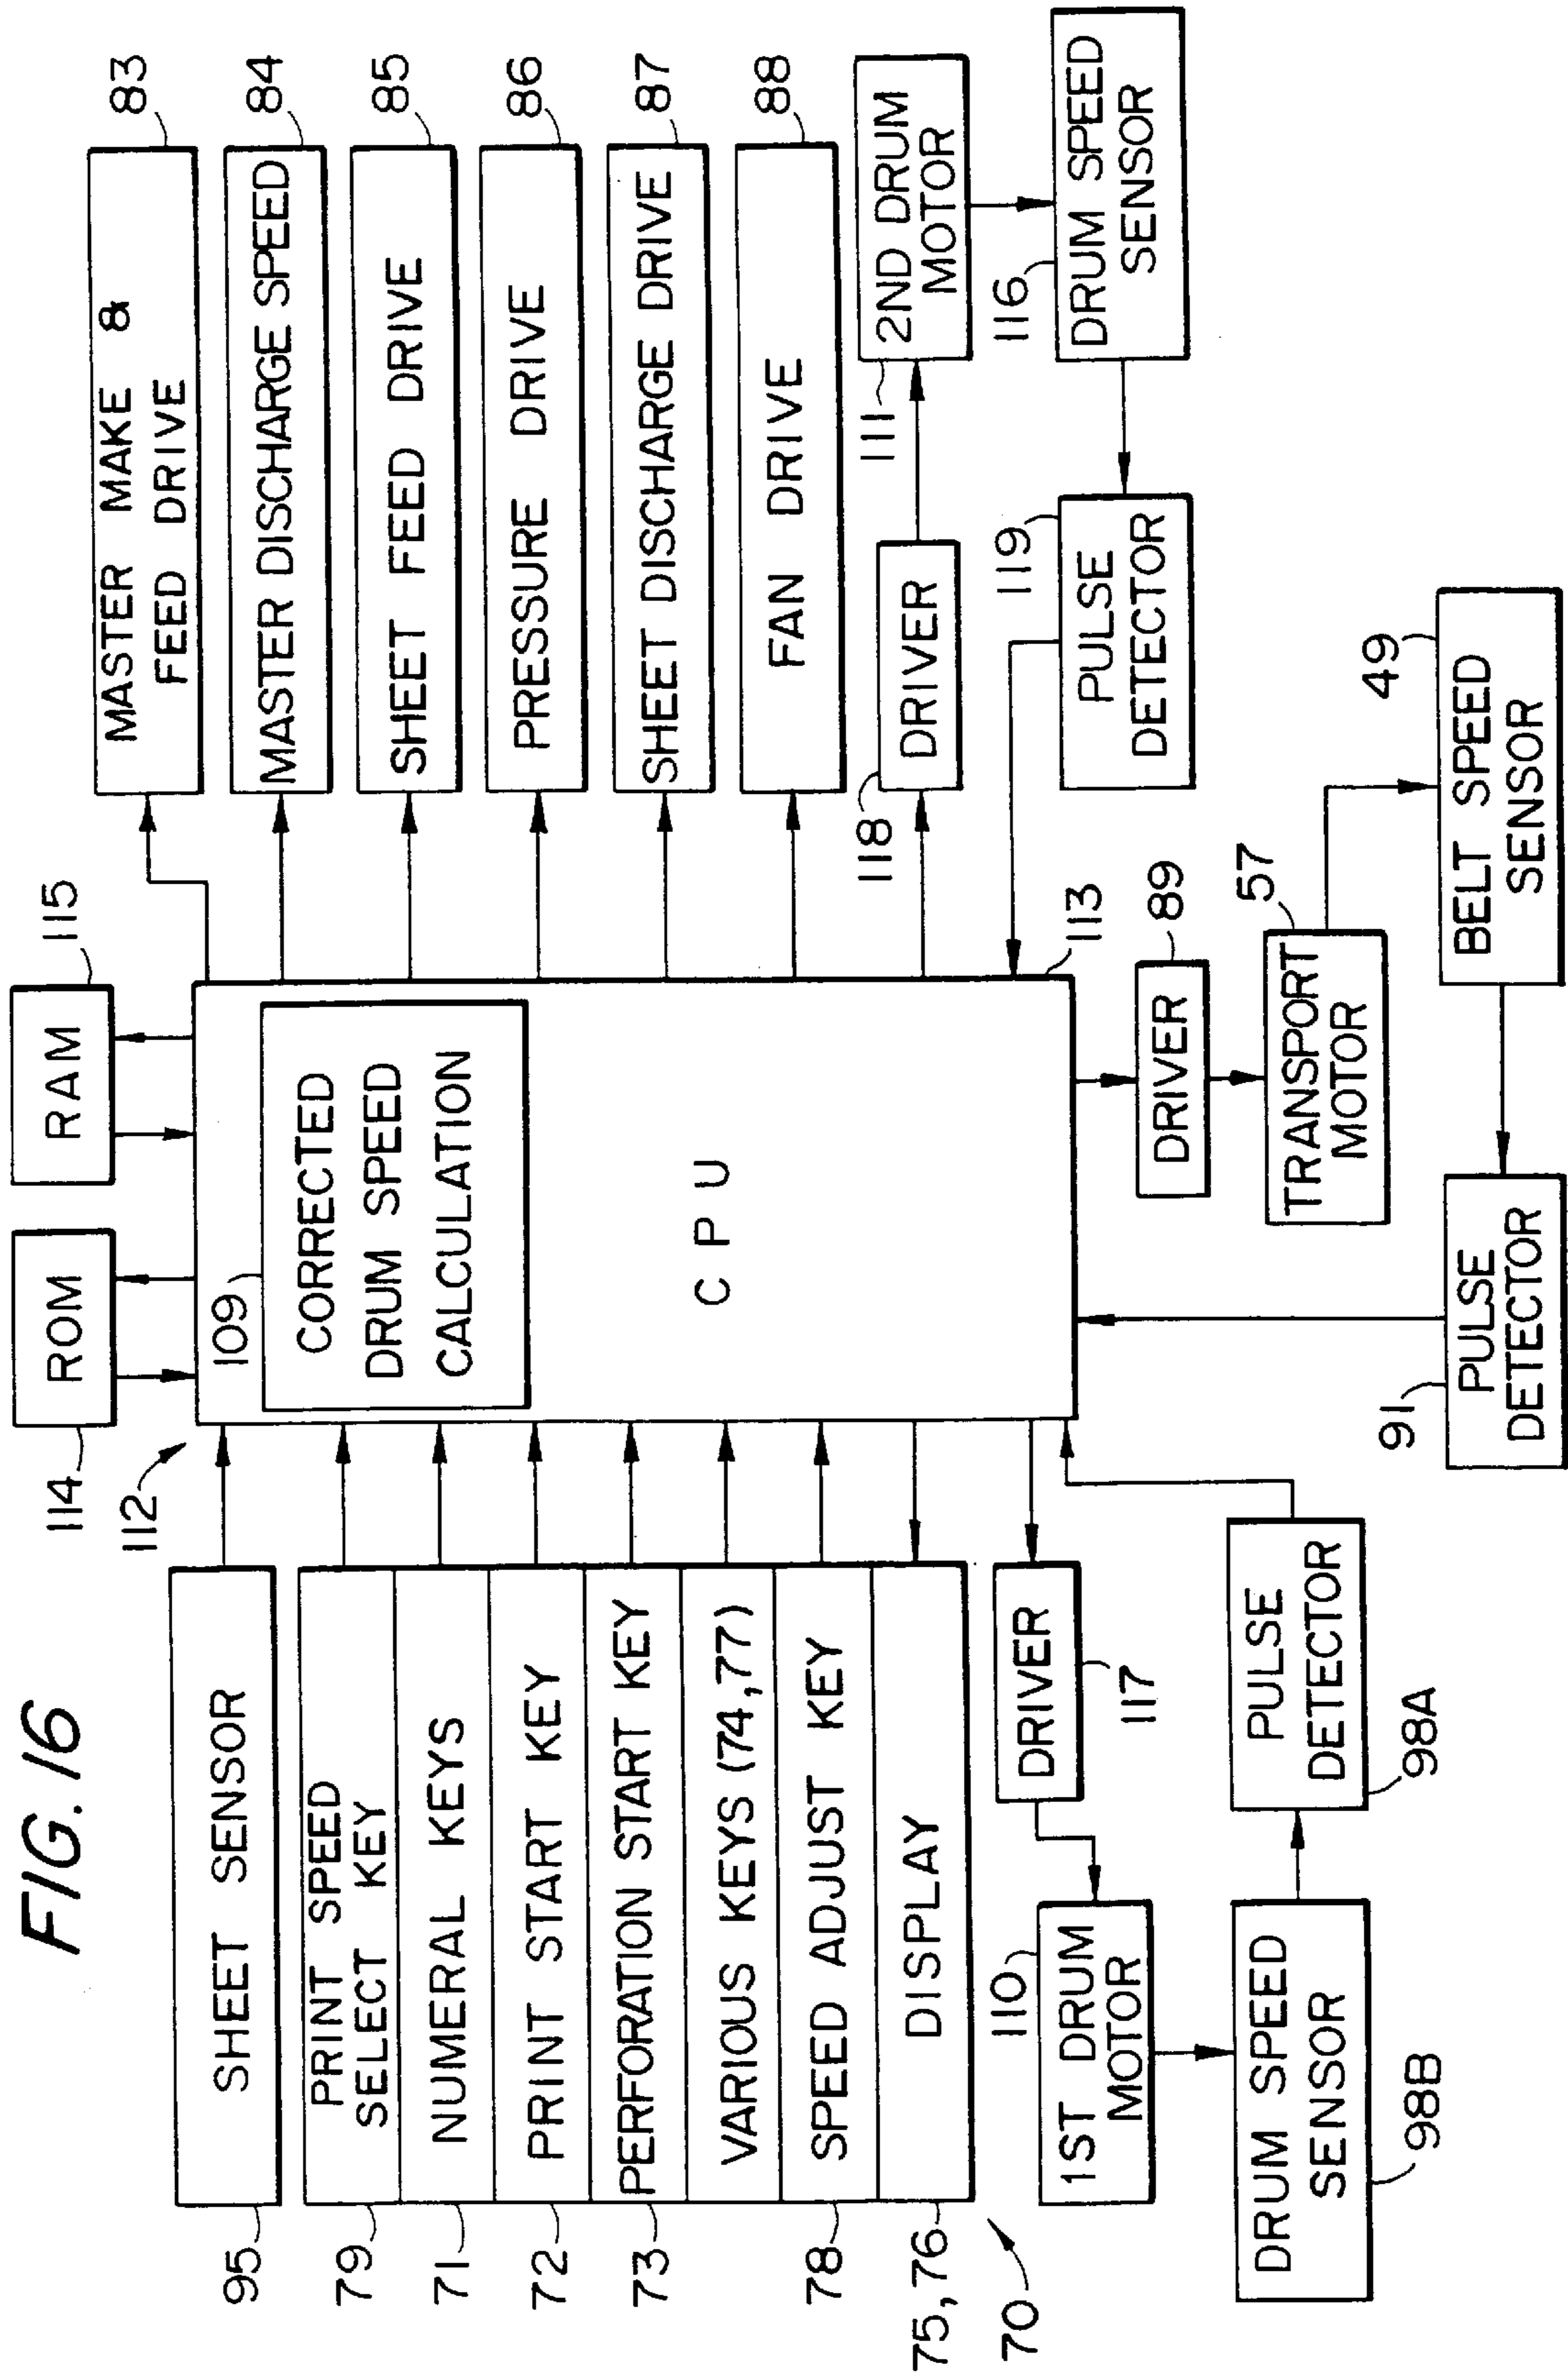 FIG. 16
95
SHEET SENSOR
79
PRINT SPEED
SELECT KEY
71
NUMERAL KEYS
72
PRINT START KEY
73
PERFORATION START KEY
VARIOUS KEYS (74,77)
78
SPEED ADJUST KEY
75, 76
DISPLAY
70
DRIVER
117
110
1ST DRUM
MOTOR
DRUM SPEED
SENSOR
98B
PULSE
DETECTOR
98A
112
114
ROM
RAM
115
109
CORRECTED
DRUM SPEED
CALCULATION
CPU
113
DRIVER
89
TRANSPORT
MOTOR
57
BELT SPEED
SENSOR
49
PULSE
DETECTOR
91
MASTER MAKE &
FEED DRIVE
83
MASTER DISCHARGE SPEED
84
SHEET FEED DRIVE
85
PRESSURE DRIVE
86
SHEET DISCHARGE DRIVE
87
FAN DRIVE
88
118
DRIVER
111
2ND DRUM
MOTOR
116
DRUM SPEED
SENSOR
119
PULSE
DETECTOR